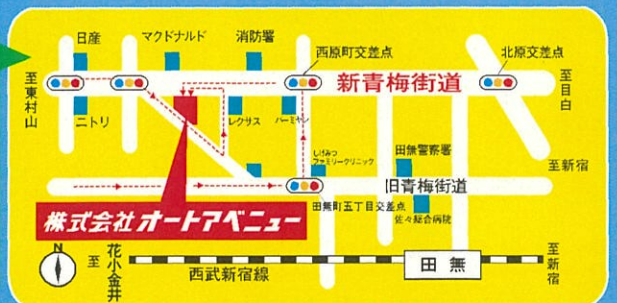 日産
マクドナルド
消防署
西原町交差点
北原交差点
至東村山
新青梅街道
至目白
ニトリ
レクサス
バーミヤン
しげみつ
ファミリークリニック
田無警察署
至新宿
旧青梅街道
株式会社 オートアベニュー
田無町五丁目交差点
佐々総合病院
N
至花小金井
西武新宿線
田無
至新宿